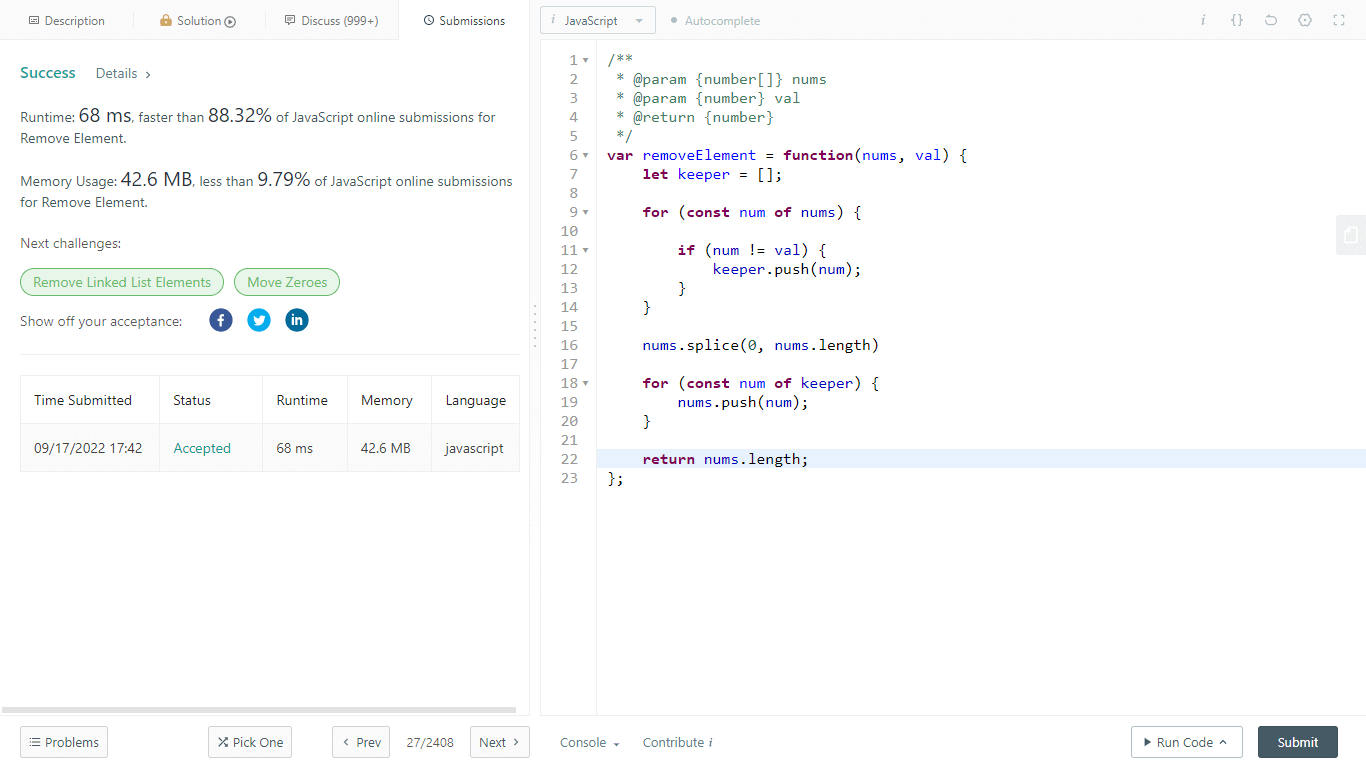 Description
Solution
Discuss (999+)
Submissions
Success
Details
Runtime: 68 ms, faster than 88.32% of JavaScript online submissions for
Remove Element.
Memory Usage: 42.6 MB, less than 9.79% of JavaScript online submissions
for Remove Element.
Next challenges:
Remove Linked List Elements
Move Zeroes
Show off your acceptance:
f
in
Time Submitted Status Runtime Memory Language
09/17/2022 17:42 Accepted 68 ms 42.6 MB javascript
Problems
Pick One
Prev
27/2408
Next
i JavaScript
Autocomplete
i {}
1 /**
2 * @param {number[]} nums
3 * @param {number} val
4 * @return {number}
5 */
6 var removeElement = function(nums, val) {
7 let keeper = [];
8
9 for (const num of nums) {
10
11 if (num != val) {
12 keeper.push(num);
13 }
14 }
15
16 nums.splice(0, nums.length)
17
18 for (const num of keeper) {
19 nums.push(num);
20 }
21
22 return nums.length;
23 };
Console
Contribute i
Run Code
Submit